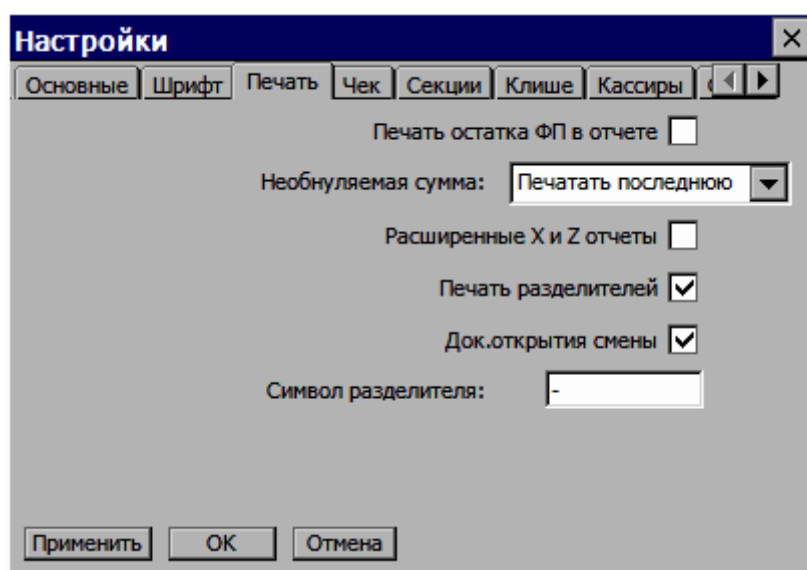 Настройки
Основные Шрифт Печать Чек Секции Клише Кассиры
Печать остатка ФП в отчете
Необнуляемая сумма: Печатать последнюю
Расширенные X и Z отчеты
Печать разделителей
Док.открытия смены
Символ разделителя: -
Применить OK Отмена